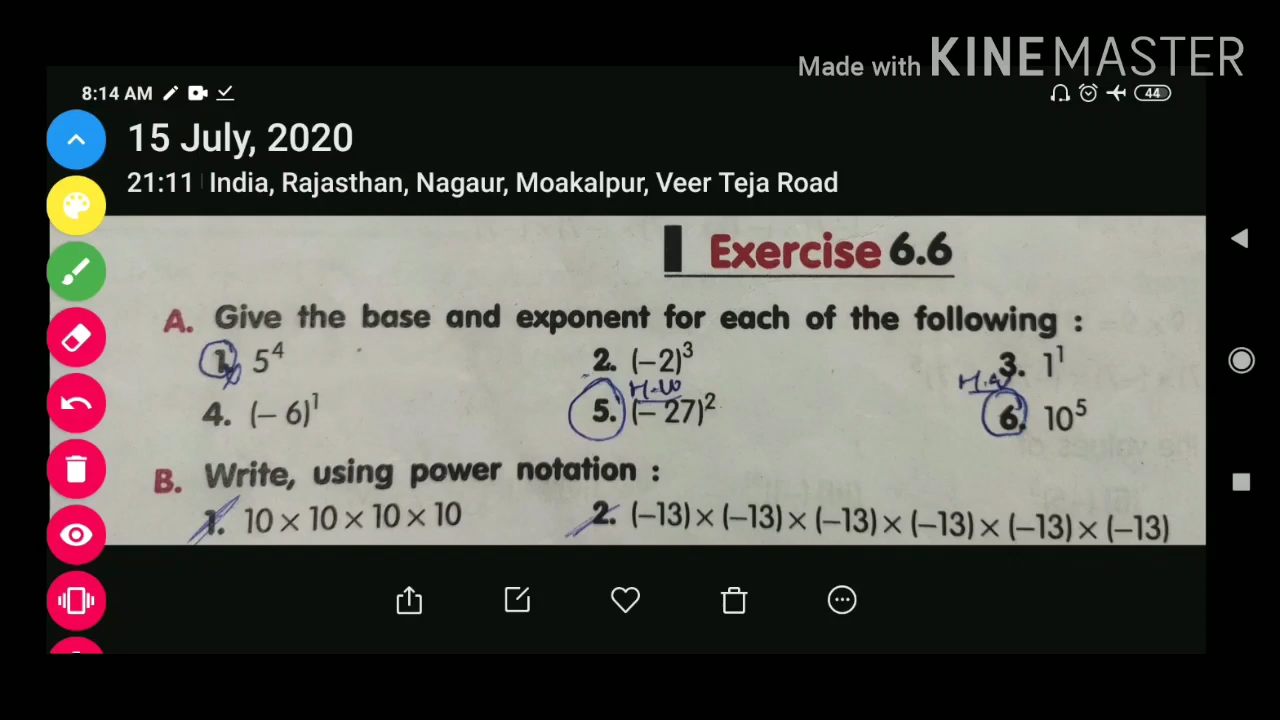 Made with KINEMASTER
8:14 AM 44
15 July, 2020
21:11 India, Rajasthan, Nagaur, Moakalpur, Veer Teja Road
Exercise 6.6
A. Give the base and exponent for each of the following :
1. 5⁴ 2. (–2)³ 3. 1¹
H.W H.W
4. (– 6)¹ 5. (– 27)² 6. 10⁵
B. Write, using power notation :
1. 10 × 10 × 10 × 10 2. (–13) × (–13) × (–13) × (–13) × (–13) × (–13)